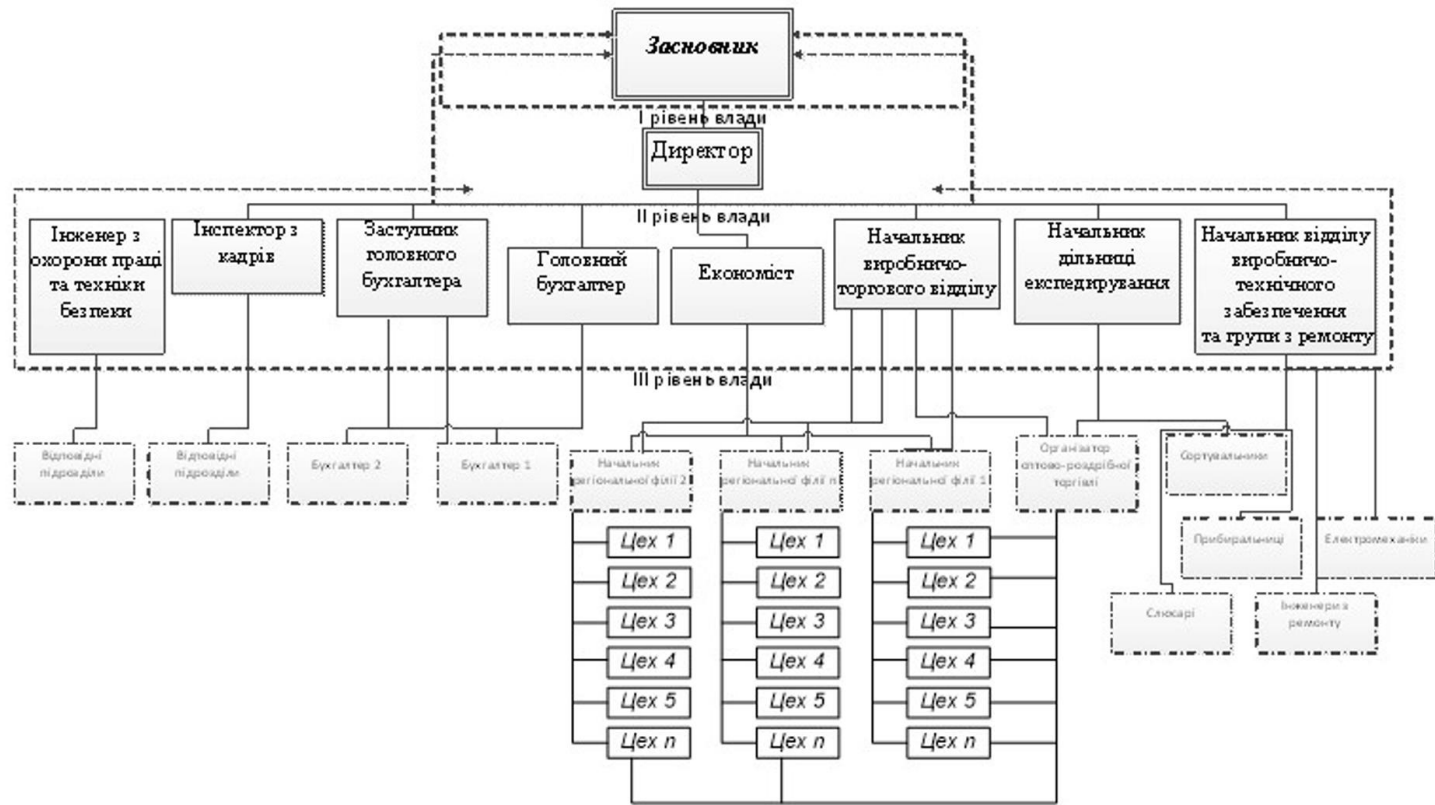 Засновник
І рівень влади
Директор
ІІ рівень влади
Інженер з
охорони праці
та техніки
безпеки
Інспектор з
кадрів
Заступник
головного
бухгалтера
Головний
бухгалтер
Економіст
Начальник
виробничо-
торгового відділу
Начальник
дільниці
експедирування
Начальник відділу
виробничо-
технічного
забезпечення
та групи з ремонту
ІІІ рівень влади
Відповідні
підрозділи
Відповідні
підрозділи
Бухгалтер 2
Бухгалтер 1
Начальник
регіональної філії 2
Начальник
регіональної філії n
Начальник
регіональної філії 1
Організатор
оптово-роздрібної
торгівлі
Сортувальники
Прибиральниці
Електромеханіки
Слюсарі
Інженери з
ремонту
Цех 1
Цех 2
Цех 3
Цех 4
Цех 5
Цех n
Цех 1
Цех 2
Цех 3
Цех 4
Цех 5
Цех n
Цех 1
Цех 2
Цех 3
Цех 4
Цех 5
Цех n